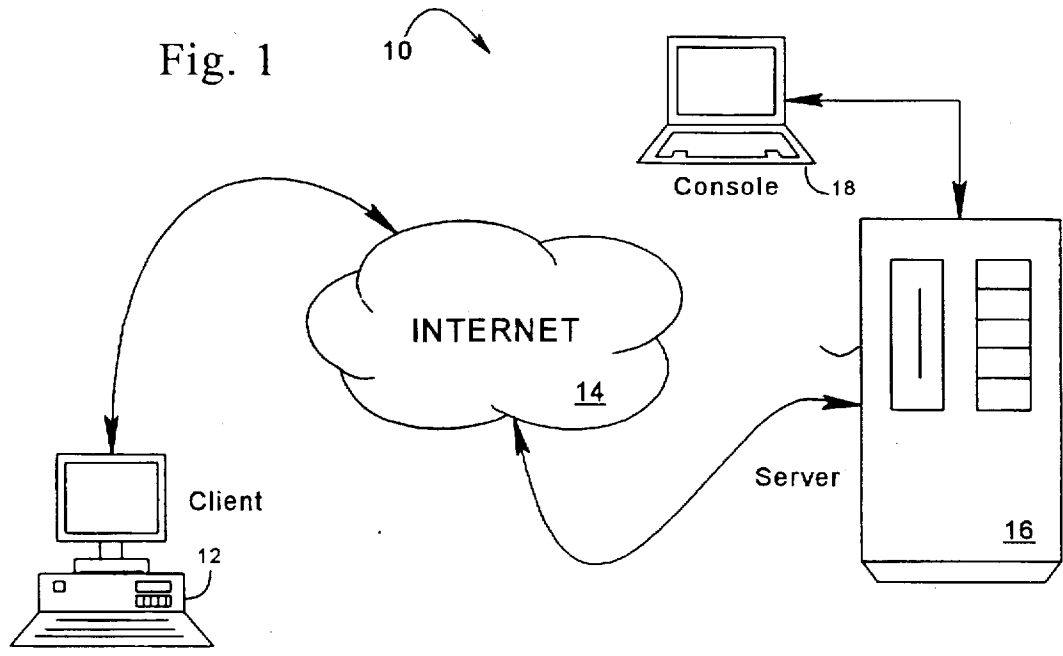 Fig. 1
10
Console
18
INTERNET
14
Client
12
Server
16